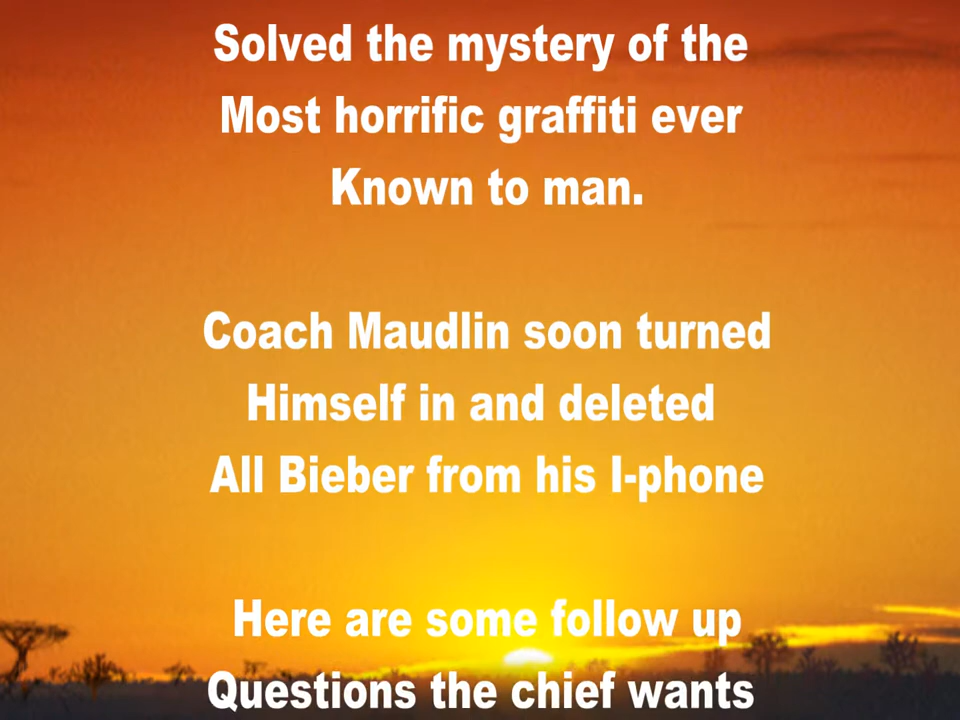 Solved the mystery of the
Most horrific graffiti ever
Known to man.
Coach Maudlin soon turned
Himself in and deleted
All Bieber from his I-phone
Here are some follow up
Questions the chief wants